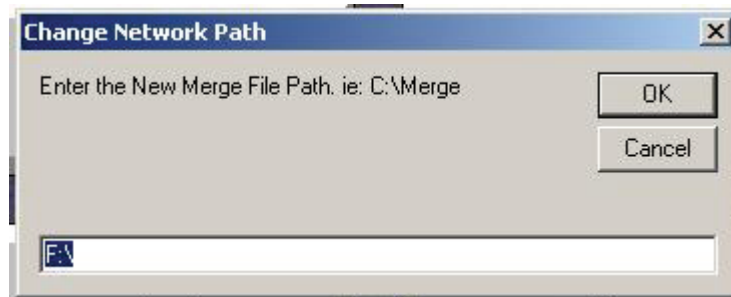 Change Network Path
Enter the New Merge File Path. ie: C:\Merge
OK
Cancel
F:\